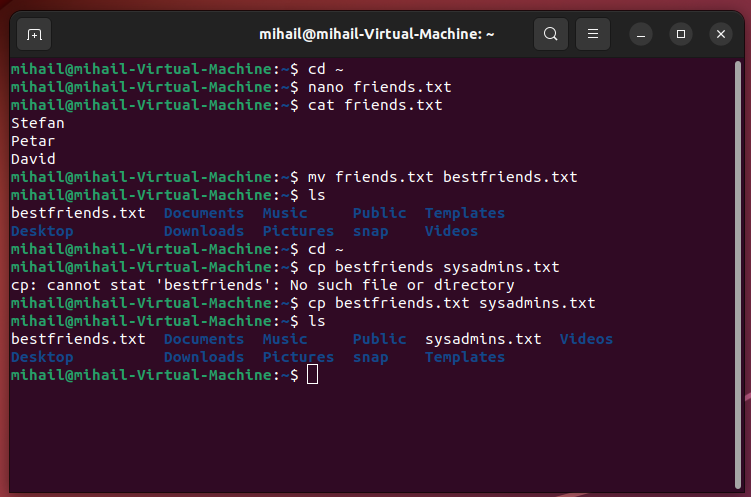 mihail@mihail-Virtual-Machine: ~
mihail@mihail-Virtual-Machine:~$ cd ~
mihail@mihail-Virtual-Machine:~$ nano friends.txt
mihail@mihail-Virtual-Machine:~$ cat friends.txt
Stefan
Petar
David
mihail@mihail-Virtual-Machine:~$ mv friends.txt bestfriends.txt
mihail@mihail-Virtual-Machine:~$ ls
bestfriends.txt  Documents  Music     Public  Templates
Desktop          Downloads  Pictures  snap    Videos
mihail@mihail-Virtual-Machine:~$ cd ~
mihail@mihail-Virtual-Machine:~$ cp bestfriends sysadmins.txt
cp: cannot stat 'bestfriends': No such file or directory
mihail@mihail-Virtual-Machine:~$ cp bestfriends.txt sysadmins.txt
mihail@mihail-Virtual-Machine:~$ ls
bestfriends.txt  Documents  Music     Public  sysadmins.txt  Videos
Desktop          Downloads  Pictures  snap    Templates
mihail@mihail-Virtual-Machine:~$